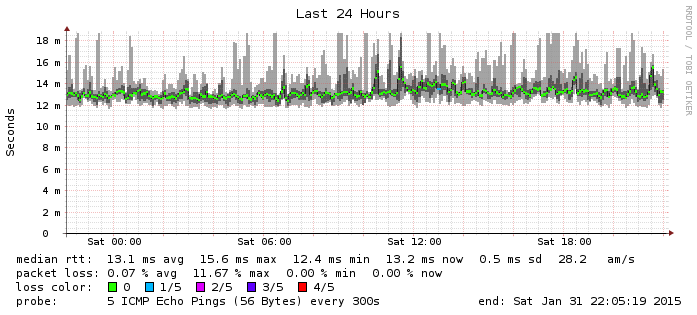 Last 24 Hours
RRDTOOL / TOBI OETIKER
Seconds
18 m
16 m
14 m
12 m
10 m
8 m
6 m
4 m
2 m
0
Sat 00:00 Sat 06:00 Sat 12:00 Sat 18:00
median rtt: 13.1 ms avg 15.6 ms max 12.4 ms min 13.2 ms now 0.5 ms sd 28.2 am/s
packet loss: 0.07 % avg 11.67 % max 0.00 % min 0.00 % now
loss color: 0 1/5 2/5 3/5 4/5
probe: 5 ICMP Echo Pings (56 Bytes) every 300s end: Sat Jan 31 22:05:19 2015